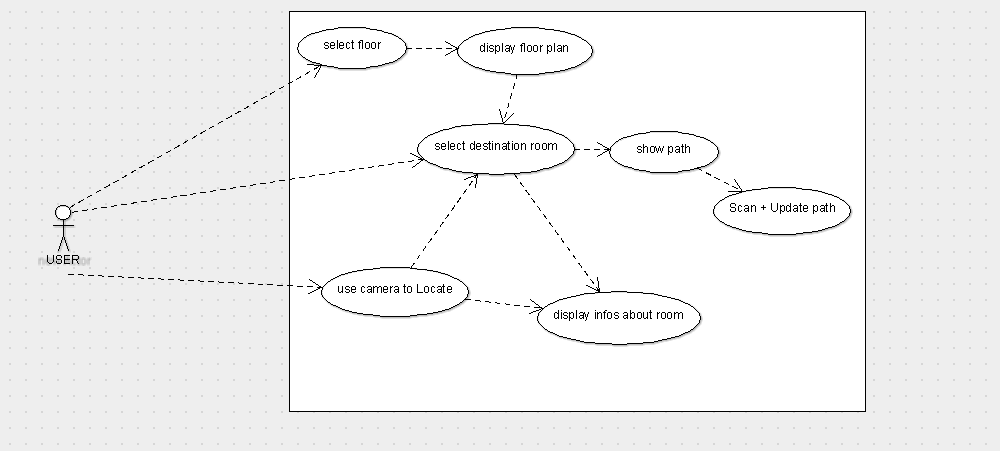 select floor
display floor plan
select destination room
show path
Scan + Update path
USER
use camera to Locate
display infos about room